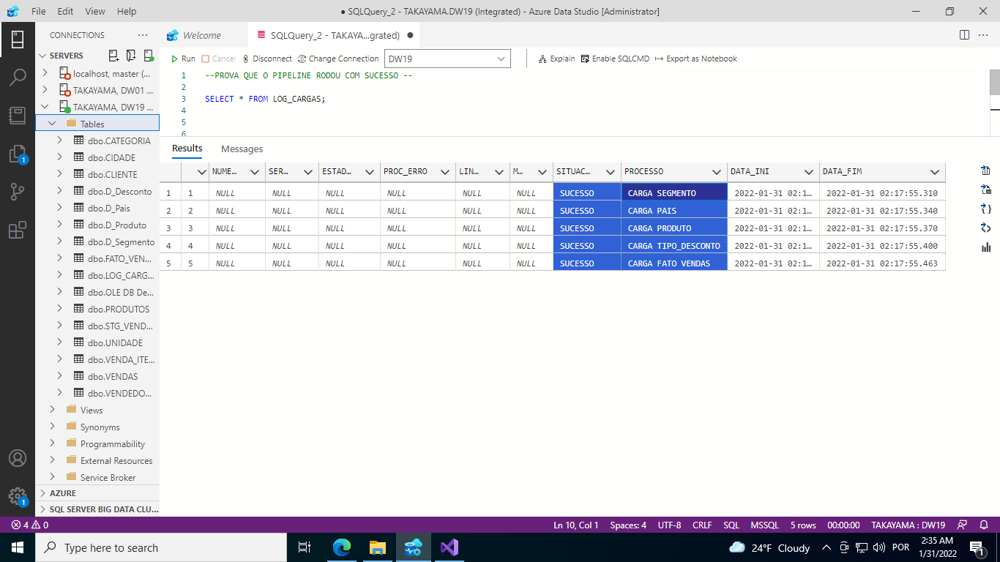 File Edit View Help ● SQLQuery_2 - TAKAYAMA.DW19 (Integrated) - Azure Data Studio [Administrator]
CONNECTIONS ··· Welcome SQLQuery_2 - TAKAYA...grated) ●
SERVERS Run Cancel Disconnect Change Connection DW19 Explain Enable SQLCMD Export as Notebook
localhost, master (...
TAKAYAMA, DW01 ...
TAKAYAMA, DW19 ...
Tables
dbo.CATEGORIA
dbo.CIDADE
dbo.CLIENTE
dbo.D_Desconto
dbo.D_Pais
dbo.D_Produto
dbo.D_Segmento
dbo.FATO_VEN...
dbo.LOG_CARG...
dbo.OLE DB De...
dbo.PRODUTOS
dbo.STG_VEND...
dbo.UNIDADE
dbo.VENDA_ITE...
dbo.VENDAS
dbo.VENDEDO...
Views
Synonyms
Programmability
External Resources
Service Broker
AZURE
SQL SERVER BIG DATA CLU...
1
1
1 --PROVA QUE O PIPELINE RODOU COM SUCESSO --
2
3 SELECT * FROM LOG_CARGAS;
4
5
6
Results Messages
NUME... SER... ESTAD... PROC_ERRO LIN... M... SITUAC... PROCESSO DATA_INI DATA_FIM
1 1 NULL NULL NULL NULL NULL NULL SUCESSO CARGA SEGMENTO 2022-01-31 02:1... 2022-01-31 02:17:55.310
2 2 NULL NULL NULL NULL NULL NULL SUCESSO CARGA PAIS 2022-01-31 02:1... 2022-01-31 02:17:55.340
3 3 NULL NULL NULL NULL NULL NULL SUCESSO CARGA PRODUTO 2022-01-31 02:1... 2022-01-31 02:17:55.370
4 4 NULL NULL NULL NULL NULL NULL SUCESSO CARGA TIPO_DESCONTO 2022-01-31 02:1... 2022-01-31 02:17:55.400
5 5 NULL NULL NULL NULL NULL NULL SUCESSO CARGA FATO VENDAS 2022-01-31 02:1... 2022-01-31 02:17:55.463
4 0 Ln 10, Col 1 Spaces: 4 UTF-8 CRLF SQL MSSQL 5 rows 00:00:00 TAKAYAMA : DW19
Type here to search 24°F Cloudy POR 2:35 AM
1/31/2022 1